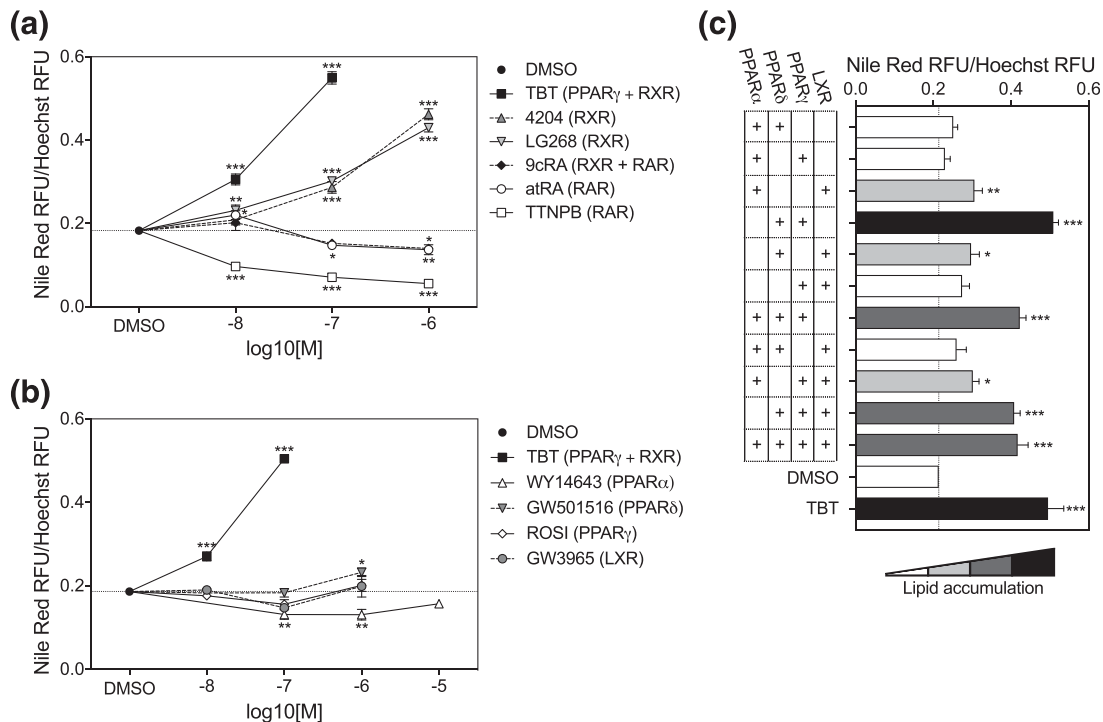 (a)
Nile Red RFU/Hoechst RFU
0.6
0.4
0.2
0.0
DMSO
-8
-7
-6
log10[M]
***
***
**
*
***
***
***
***
*
*
**
***
***
***
DMSO
TBT (PPARγ + RXR)
4204 (RXR)
LG268 (RXR)
9cRA (RXR + RAR)
atRA (RAR)
TTNPB (RAR)
(b)
Nile Red RFU/Hoechst RFU
0.6
0.4
0.2
0.0
DMSO
-8
-7
-6
-5
log10[M]
***
***
*
**
**
DMSO
TBT (PPARγ + RXR)
WY14643 (PPARα)
GW501516 (PPARδ)
ROSI (PPARγ)
GW3965 (LXR)
(c)
PPARα
PPARδ
PPARγ
LXR
Nile Red RFU/Hoechst RFU
0.0 0.2 0.4 0.6
+ +
+ +
+ + **
+ + ***
+ + *
+ +
+ + + ***
+ + +
+ + + *
+ + + ***
+ + + + ***
DMSO
TBT ***
Lipid accumulation